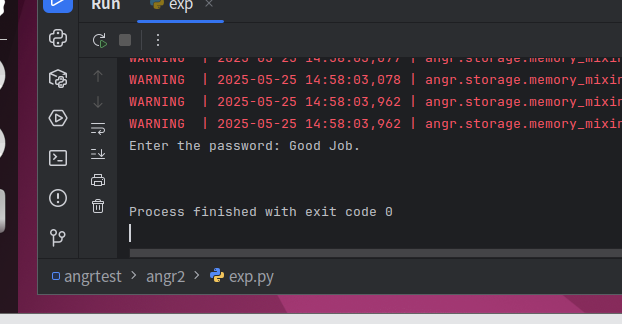 Run exp ×
WARNING | 2025-05-25 14:58:03,077 | angr.storage.memory_mixin
WARNING | 2025-05-25 14:58:03,078 | angr.storage.memory_mixin
WARNING | 2025-05-25 14:58:03,962 | angr.storage.memory_mixin
WARNING | 2025-05-25 14:58:03,962 | angr.storage.memory_mixin
Enter the password: Good Job.
Process finished with exit code 0
angrtest > angr2 > exp.py